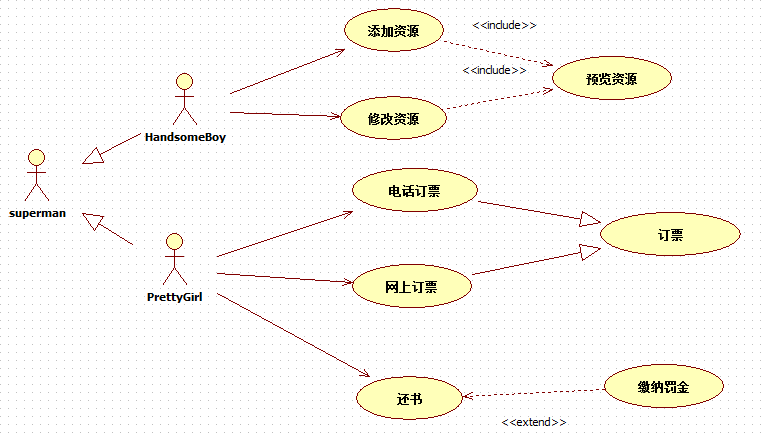 添加资源
<<include>>
<<include>>
预览资源
修改资源
HandsomeBoy
superman
电话订票
订票
网上订票
PrettyGirl
还书
缴纳罚金
<<extend>>